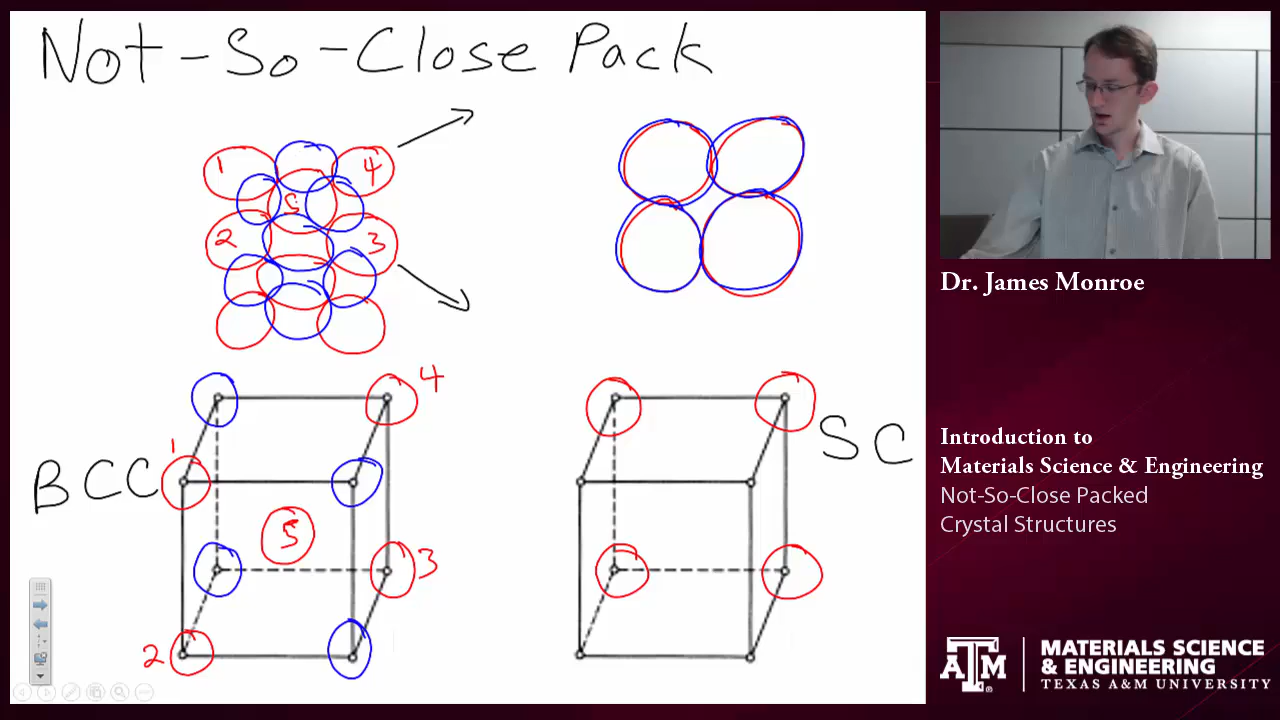 Not-So-Close Pack
1
4
5
2
3
4
1
BCC
5
3
2
SC
Dr. James Monroe
Introduction to
Materials Science & Engineering
Not-So-Close Packed
Crystal Structures
ATM
MATERIALS SCIENCE
& ENGINEERING
TEXAS A&M UNIVERSITY